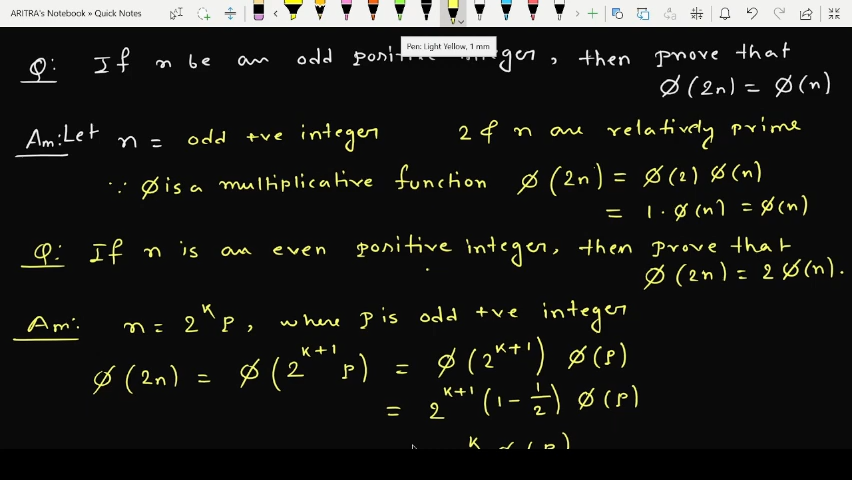 ARITRA's Notebook » Quick Notes
Pen: Light Yellow, 1 mm
Q: If n be an odd positive integer, then prove that
ø(2n) = ø(n)
Ans: Let n = odd +ve integer 2 & n are relatively prime
∵ ø is a multiplicative function ø(2n) = ø(2) ø(n)
= 1 · ø(n) = ø(n)
Q: If n is an even positive integer, then prove that
ø(2n) = 2 ø(n).
Ans: n = 2^k p, where p is odd +ve integer
ø(2n) = ø(2^{k+1} p) = ø(2^{k+1}) ø(p)
= 2^{k+1} (1 - 1/2) ø(p)